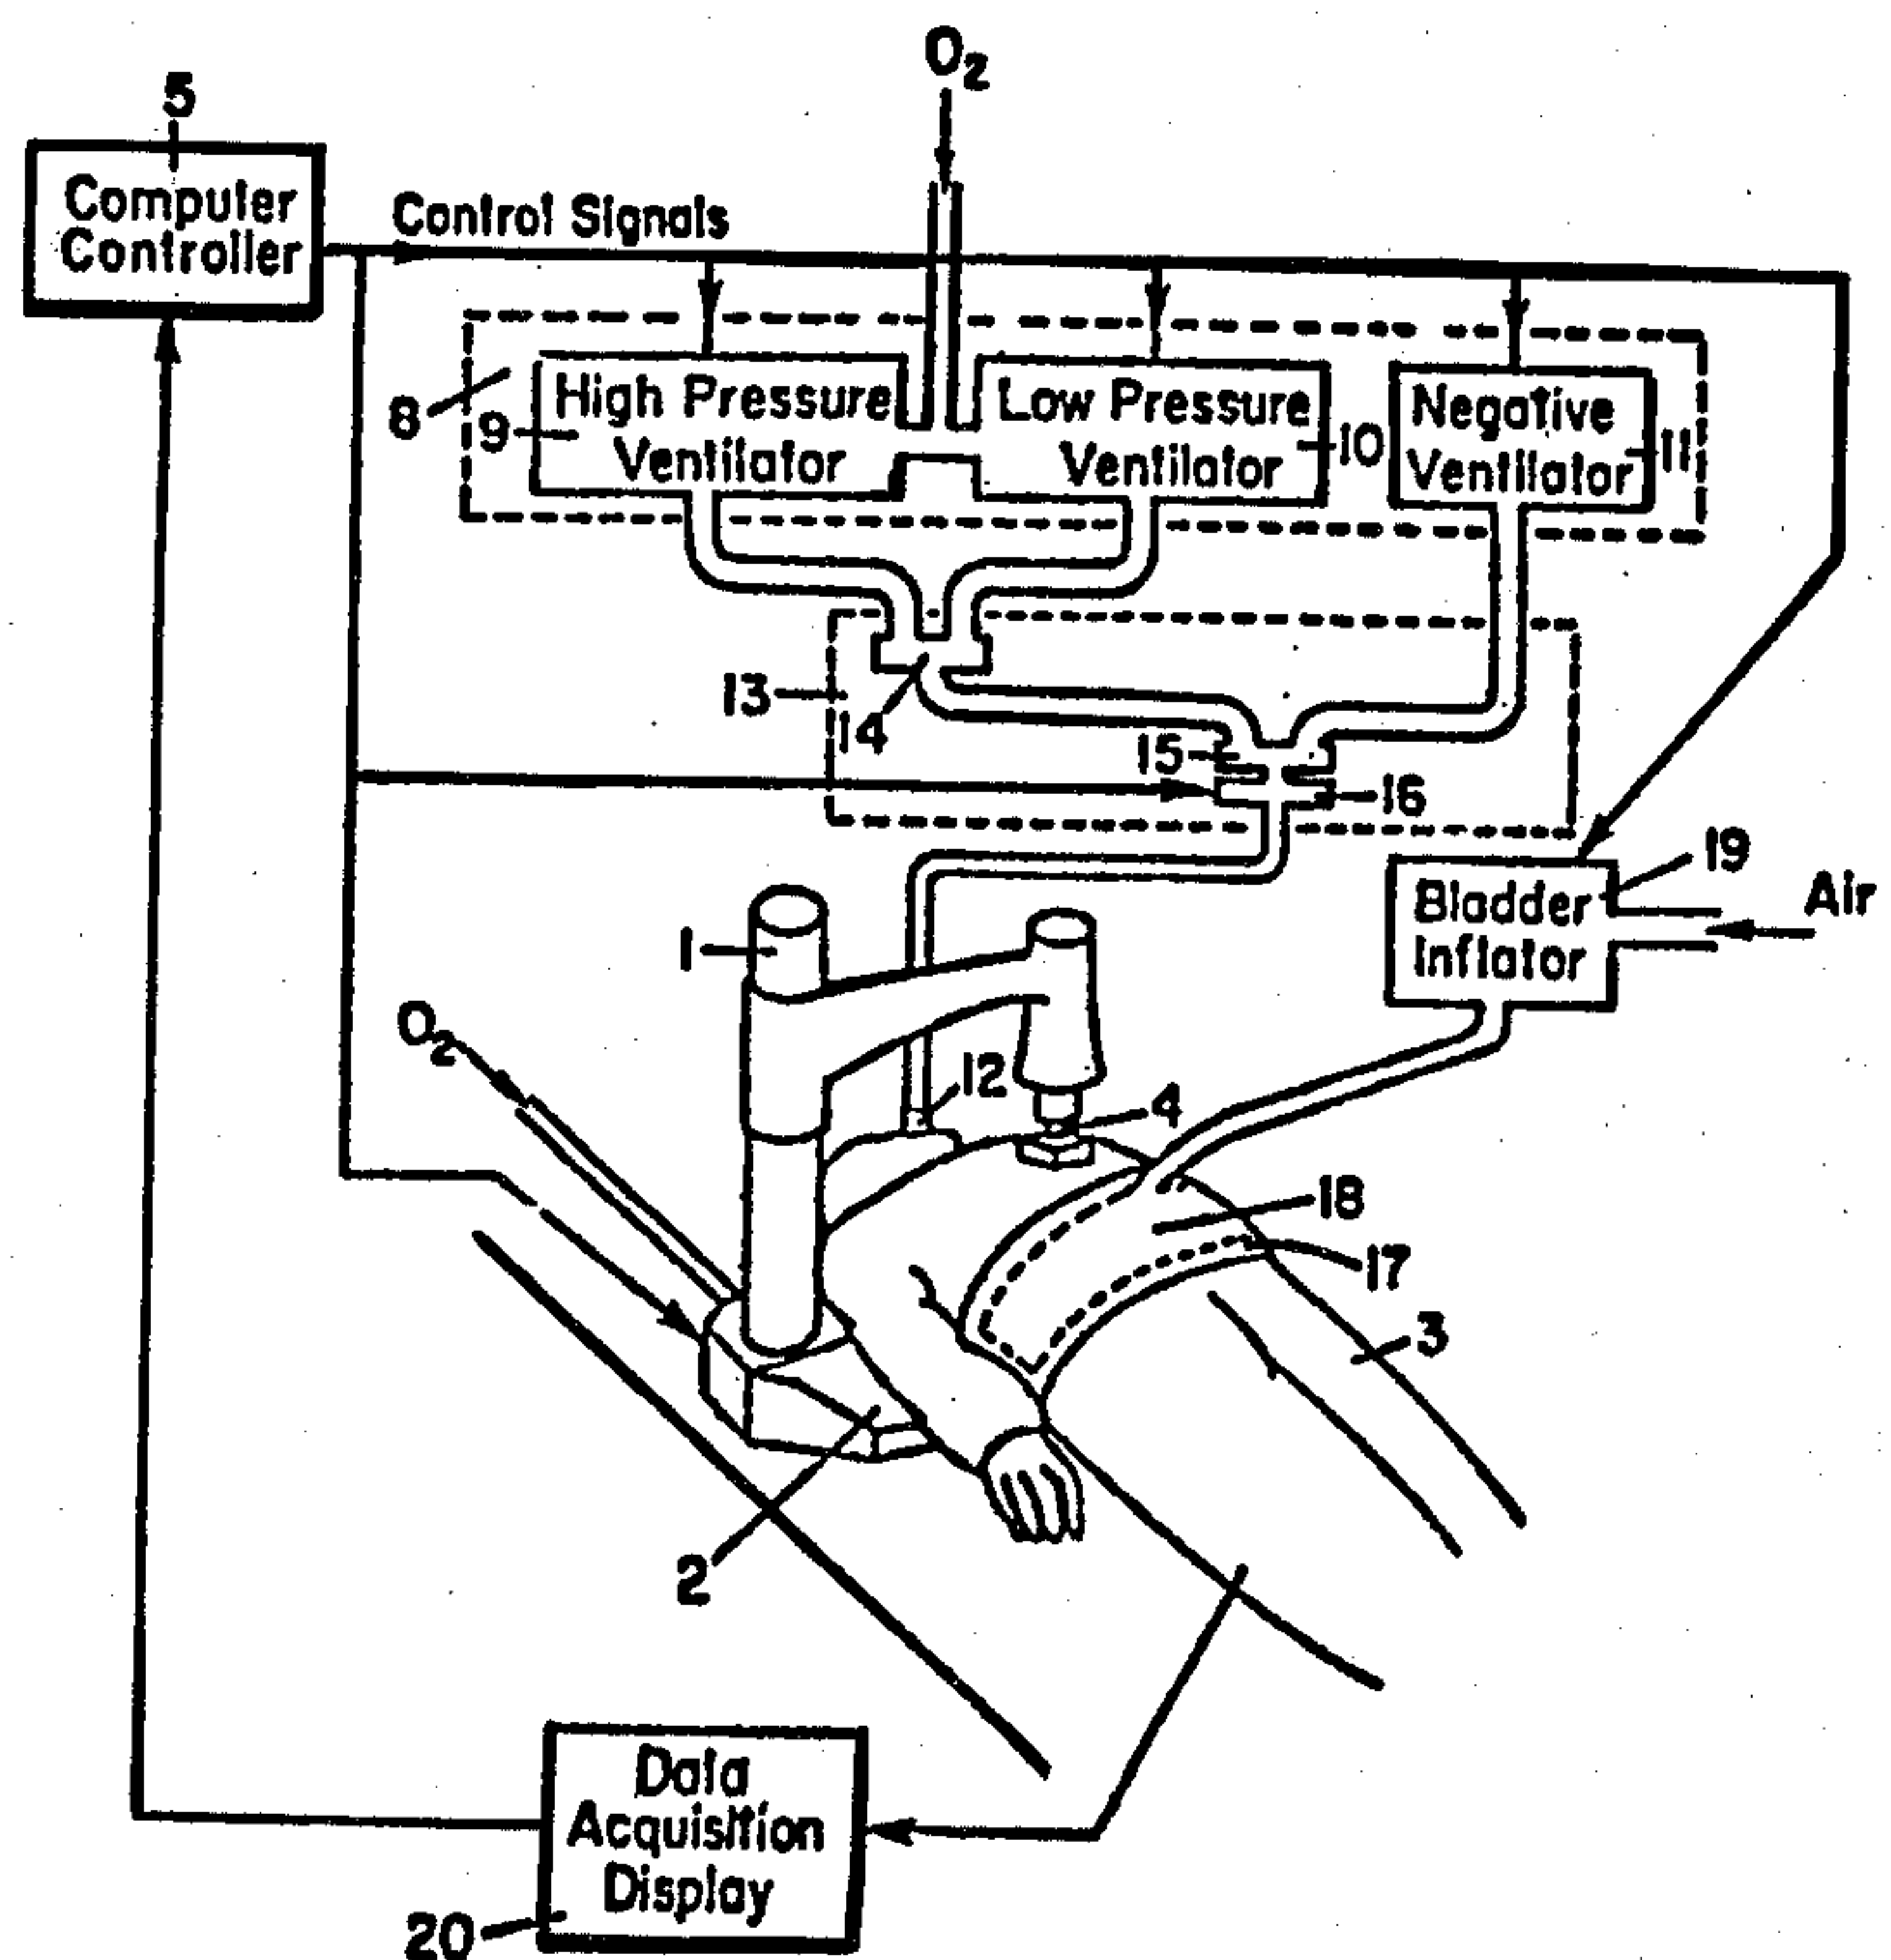 O2
5
Computer
Controller
Control Signals
8
9
High Pressure
Ventilator
Low Pressure
Ventilator
10
Negative
Ventilator
11
13
14
15
16
19
Bladder
Inflator
Air
1
O2
12
4
18
17
3
2
Data
Acquisition
Display
20